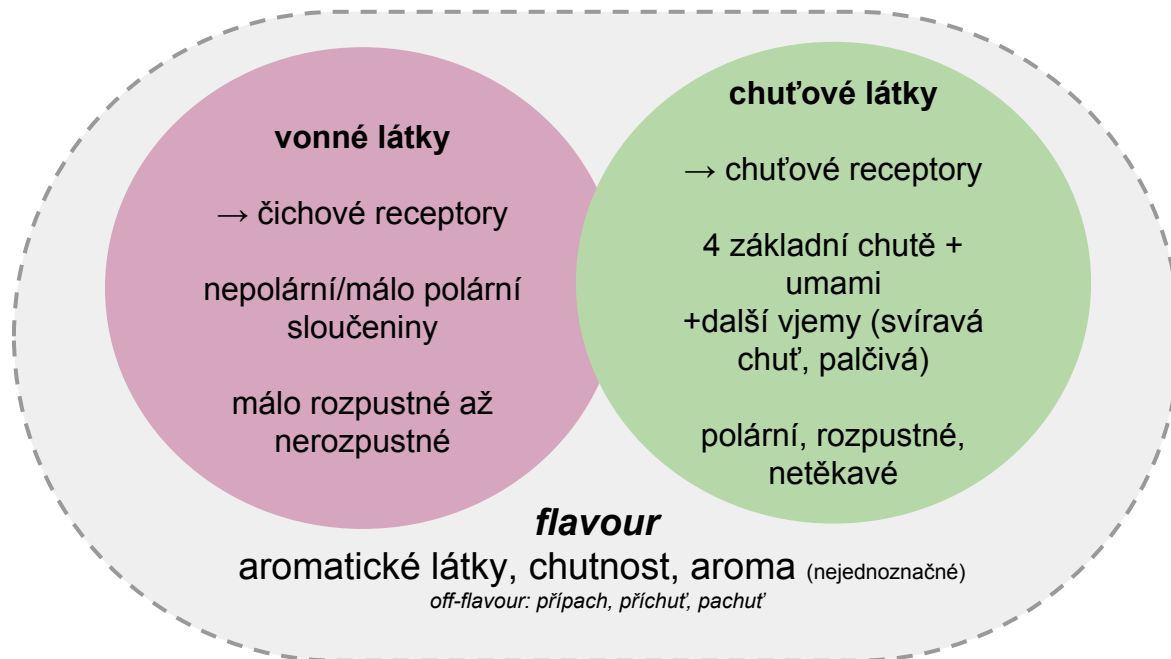 vonné látky
→ čichové receptory
nepolární/málo polární
sloučeniny
málo rozpustné až
nerozpustné
chuťové látky
→ chuťové receptory
4 základní chutě +
umami
+další vjemy (svíravá
chuť, palčivá)
polární, rozpustné,
netěkavé
flavour
aromatické látky, chutnost, aroma (nejednoznačné)
off-flavour: přípach, příchuť, pachuť